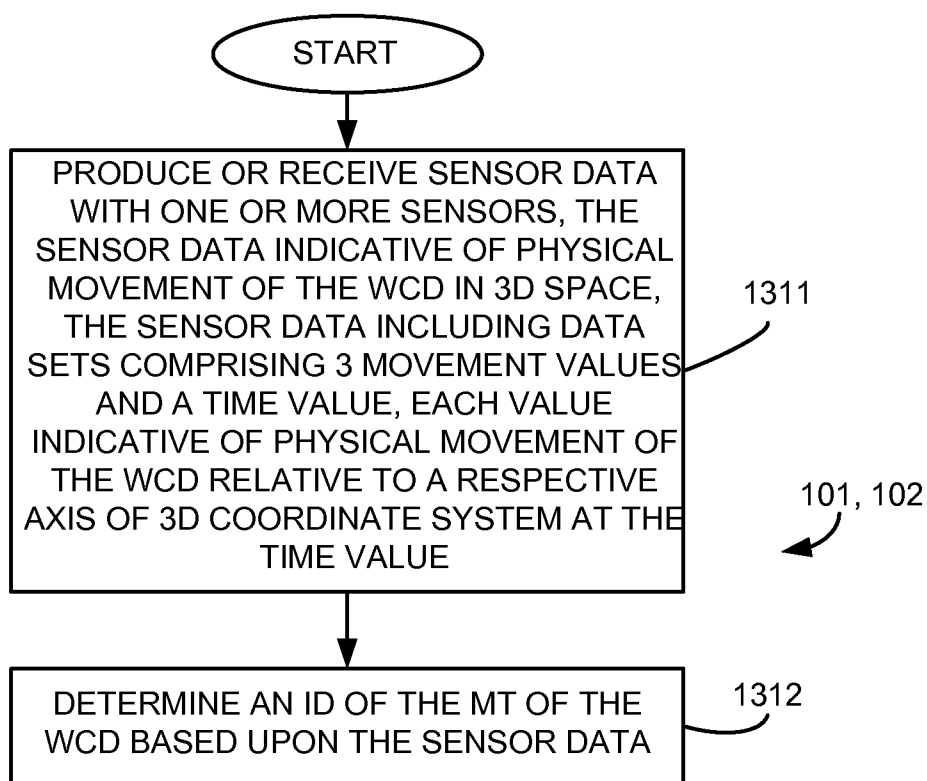 START
PRODUCE OR RECEIVE SENSOR DATA
WITH ONE OR MORE SENSORS, THE
SENSOR DATA INDICATIVE OF PHYSICAL
MOVEMENT OF THE WCD IN 3D SPACE,
THE SENSOR DATA INCLUDING DATA
SETS COMPRISING 3 MOVEMENT VALUES
AND A TIME VALUE, EACH VALUE
INDICATIVE OF PHYSICAL MOVEMENT OF
THE WCD RELATIVE TO A RESPECTIVE
AXIS OF 3D COORDINATE SYSTEM AT THE
TIME VALUE
1311
101, 102
DETERMINE AN ID OF THE MT OF THE
WCD BASED UPON THE SENSOR DATA
1312